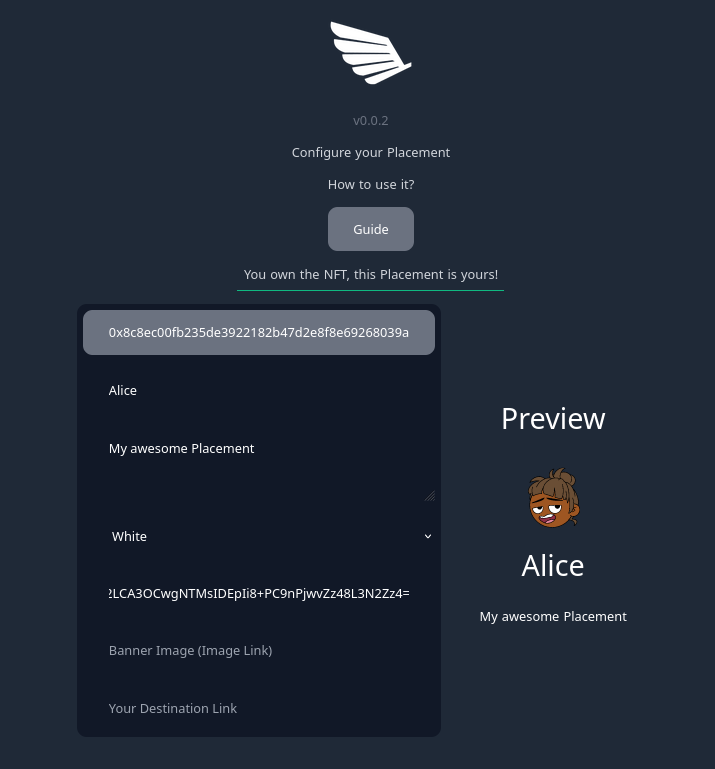 v0.0.2
Configure your Placement
How to use it?
Guide
You own the NFT, this Placement is yours!
0x8c8ec00fb235de3922182b47d2e8f8e69268039a
Alice
My awesome Placement
White
2LCA3OCwgNTMsIDEpIi8+PC9nPjwvZz48L3N2Zz4=
Banner Image (Image Link)
Your Destination Link
Preview
Alice
My awesome Placement